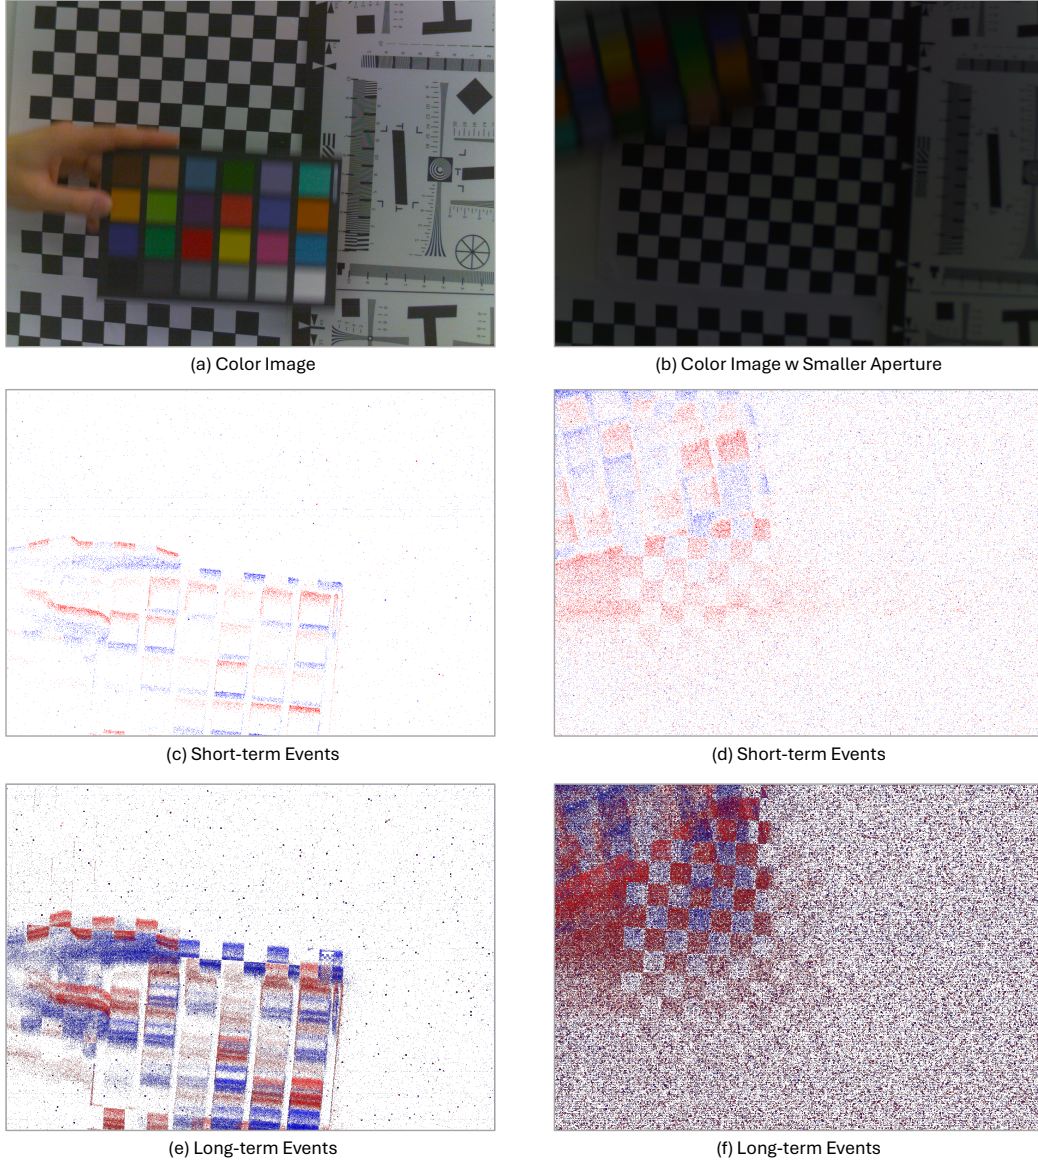 (a) Color Image
(b) Color Image w Smaller Aperture
(c) Short-term Events
(d) Short-term Events
(e) Long-term Events
(f) Long-term Events